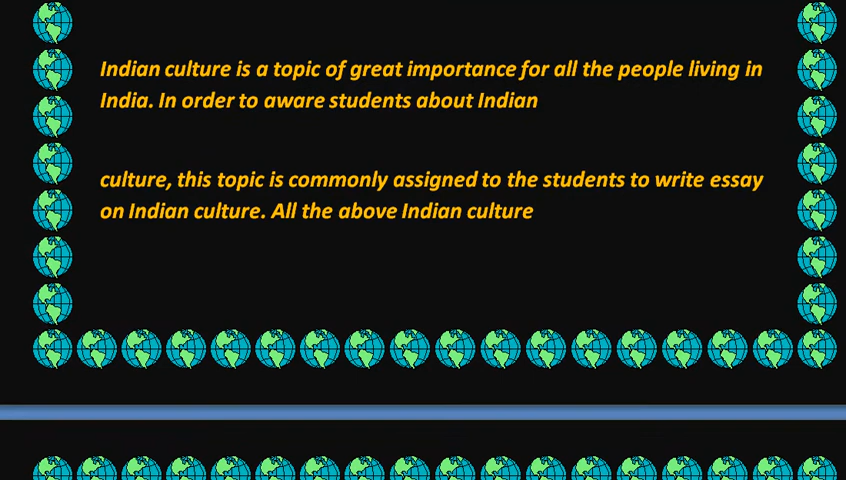 Indian culture is a topic of great importance for all the people living in
India. In order to aware students about Indian
culture, this topic is commonly assigned to the students to write essay
on Indian culture. All the above Indian culture